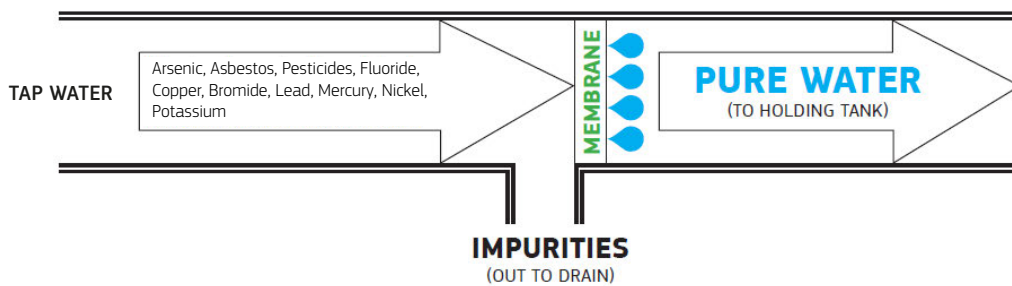 TAP WATER
Arsenic, Asbestos, Pesticides, Fluoride,
Copper, Bromide, Lead, Mercury, Nickel,
Potassium
MEMBRANE
PURE WATER
(TO HOLDING TANK)
IMPURITIES
(OUT TO DRAIN)